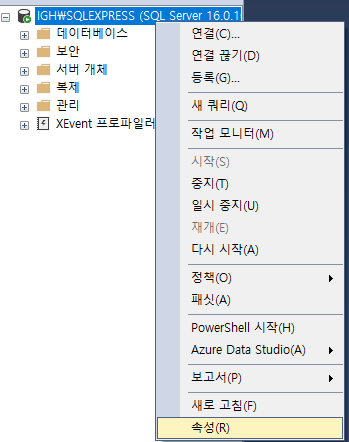 IGH₩SQLEXPRESS (SQL Server 16.0.1
데이터베이스
보안
서버 개체
복제
관리
XEvent 프로파일러
연결(C)...
연결 끊기(D)
등록(G)...
새 쿼리(Q)
작업 모니터(M)
시작(S)
중지(T)
일시 중지(U)
재개(E)
다시 시작(A)
정책(O)
패싯(A)
PowerShell 시작(H)
Azure Data Studio(A)
보고서(P)
새로 고침(F)
속성(R)